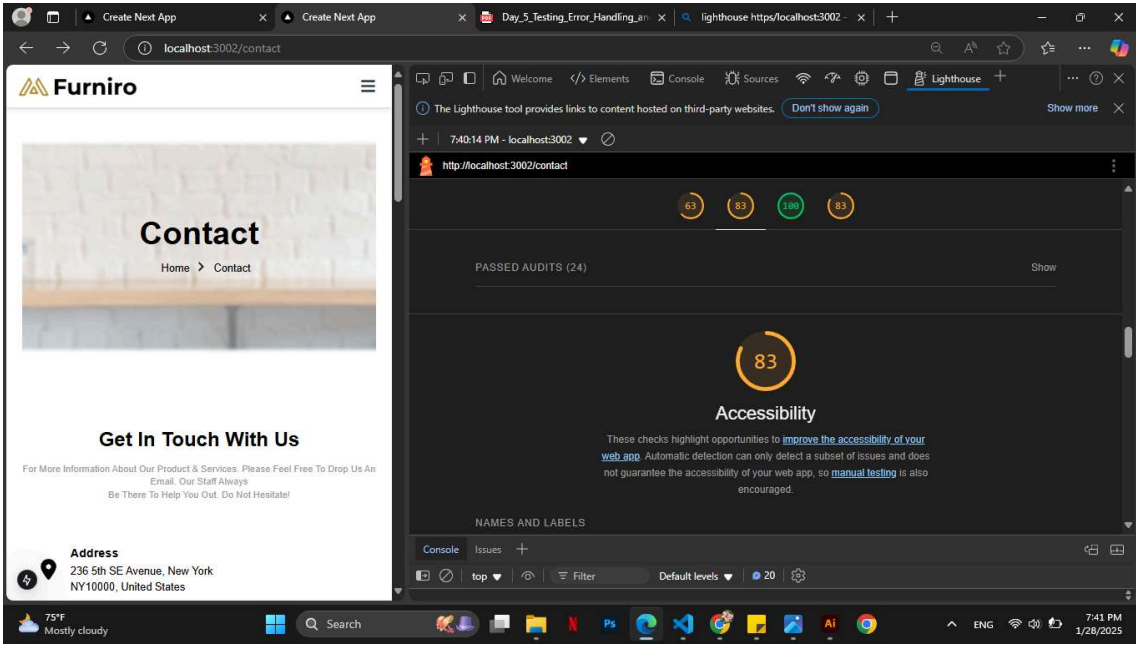 Create Next App
Create Next App
Day_5_Testing_Error_Handling_an
lighthouse https/localhost:3002 -
localhost:3002/contact
Furniro
Contact
Home > Contact
Get In Touch With Us
For More Information About Our Product & Services. Please Feel Free To Drop Us An
Email. Our Staff Always
Be There To Help You Out. Do Not Hesitate!
Address
236 5th SE Avenue, New York
NY10000, United States
Welcome </> Elements Console Sources Lighthouse
The Lighthouse tool provides links to content hosted on third-party websites. Don't show again Show more
7:40:14 PM - localhost:3002
http://localhost:3002/contact
63 83 100 83
PASSED AUDITS (24) Show
83
Accessibility
These checks highlight opportunities to improve the accessibility of your
web app. Automatic detection can only detect a subset of issues and does
not guarantee the accessibility of your web app, so manual testing is also
encouraged.
NAMES AND LABELS
Console Issues
top Filter Default levels 20
75°F
Mostly cloudy
Search
Ps
Ai
ENG
7:41 PM
1/28/2025